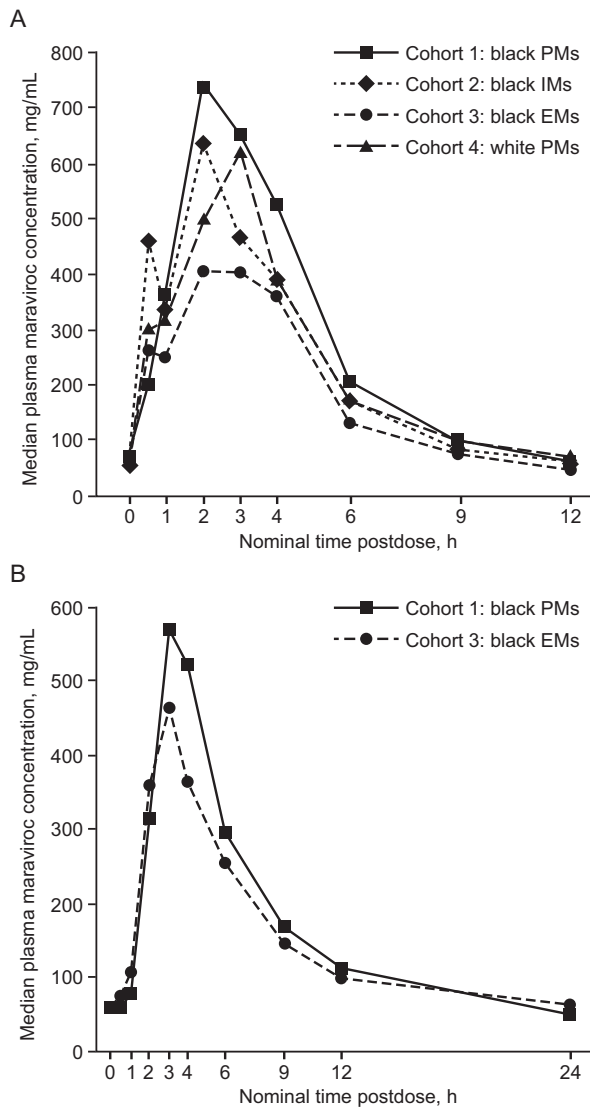 A
Median plasma maraviroc concentration, mg/mL
800
700
600
500
400
300
200
100
0
0 1 2 3 4 6 9 12
Nominal time postdose, h
Cohort 1: black PMs
Cohort 2: black IMs
Cohort 3: black EMs
Cohort 4: white PMs
B
Median plasma maraviroc concentration, mg/mL
600
500
400
300
200
100
0
0 1 2 3 4 6 9 12 24
Nominal time postdose, h
Cohort 1: black PMs
Cohort 3: black EMs